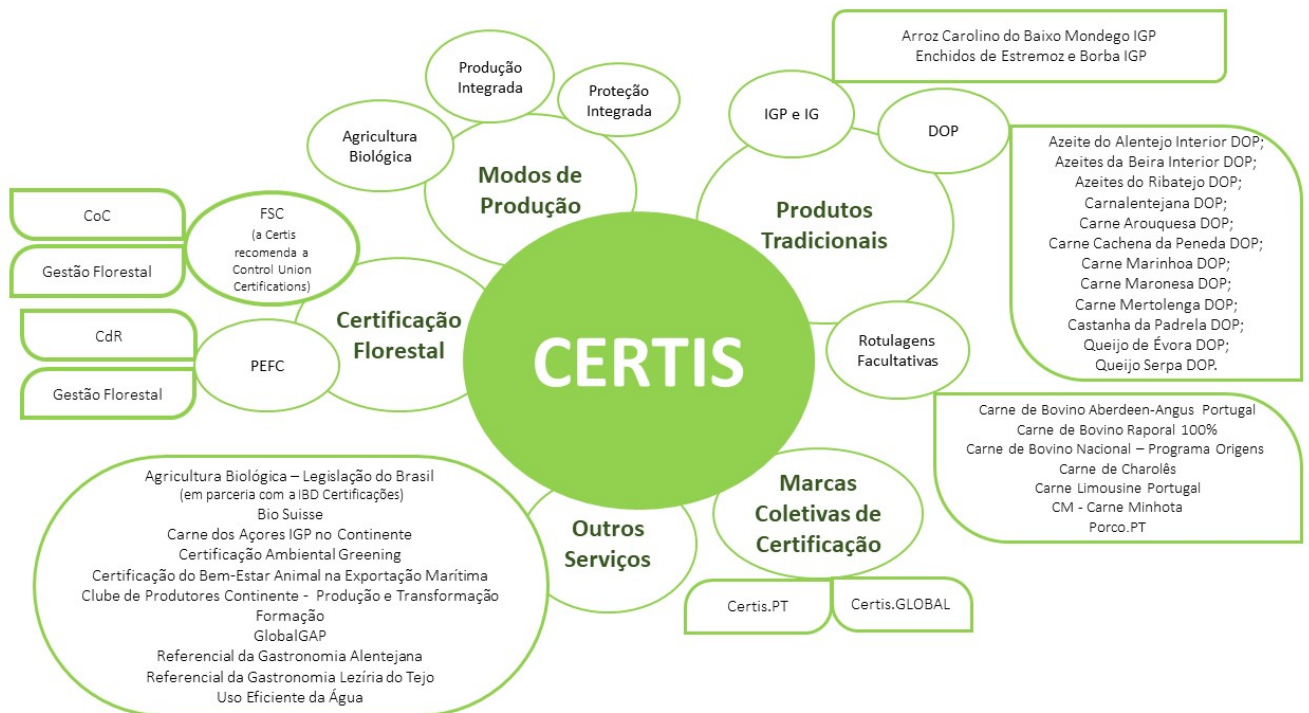 CERTIS
Modos de
Produção
Agricultura
Biológica
Produção
Integrada
Proteção
Integrada
Produtos
Tradicionais
IGP e IG
Arroz Carolino do Baixo Mondego IGP
Enchidos de Estremoz e Borba IGP
DOP
Azeite do Alentejo Interior DOP;
Azeites da Beira Interior DOP;
Azeites do Ribatejo DOP;
Carnalentejana DOP;
Carne Arouquesa DOP;
Carne Cachena da Peneda DOP;
Carne Marinhoa DOP;
Carne Maronesa DOP;
Carne Mertolenga DOP;
Castanha da Padrela DOP;
Queijo de Évora DOP;
Queijo Serpa DOP.
Rotulagens
Facultativas
Carne de Bovino Aberdeen-Angus Portugal
Carne de Bovino Raporal 100%
Carne de Bovino Nacional – Programa Origens
Carne de Charolês
Carne Limousine Portugal
CM - Carne Minhota
Porco.PT
Marcas
Coletivas de
Certificação
Certis.PT
Certis.GLOBAL
Outros
Serviços
Agricultura Biológica – Legislação do Brasil
(em parceria com a IBD Certificações)
Bio Suisse
Carne dos Açores IGP no Continente
Certificação Ambiental Greening
Certificação do Bem-Estar Animal na Exportação Marítima
Clube de Produtores Continente - Produção e Transformação
Formação
GlobalGAP
Referencial da Gastronomia Alentejana
Referencial da Gastronomia Lezíria do Tejo
Uso Eficiente da Água
Certificação
Florestal
FSC
(a Certis
recomenda a
Control Union
Certifications)
CoC
Gestão Florestal
PEFC
CdR
Gestão Florestal